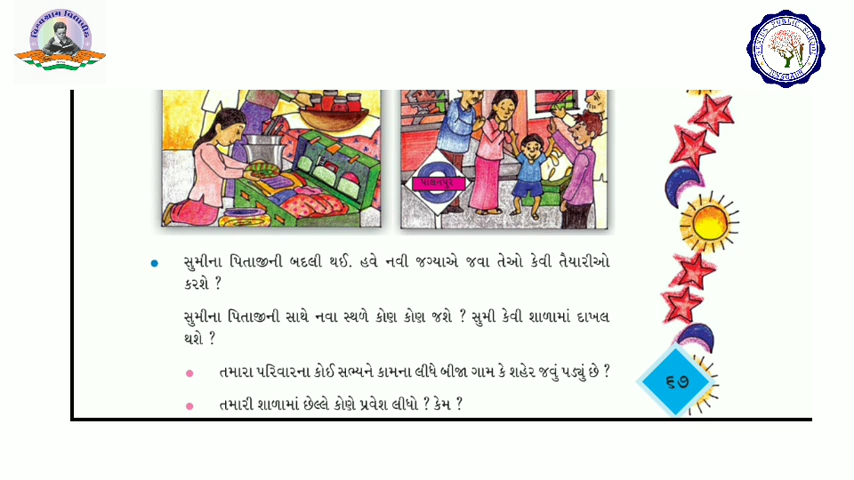 પાલનપુર
સુમીના પિતાજીની બદલી થઈ. હવે નવી જગ્યાએ જવા તેઓ કેવી તૈયારીઓ
કરશે ?
સુમીના પિતાજીની સાથે નવા સ્થળે કોણ કોણ જશે ? સુમી કેવી શાળામાં દાખલ
થશે ?
તમારા પરિવારના કોઈ સભ્યને કામના લીધે બીજા ગામ કે શહેર જવું પડ્યું છે ?
તમારી શાળામાં છેલ્લે કોણે પ્રવેશ લીધો ? કેમ ?
૬૭